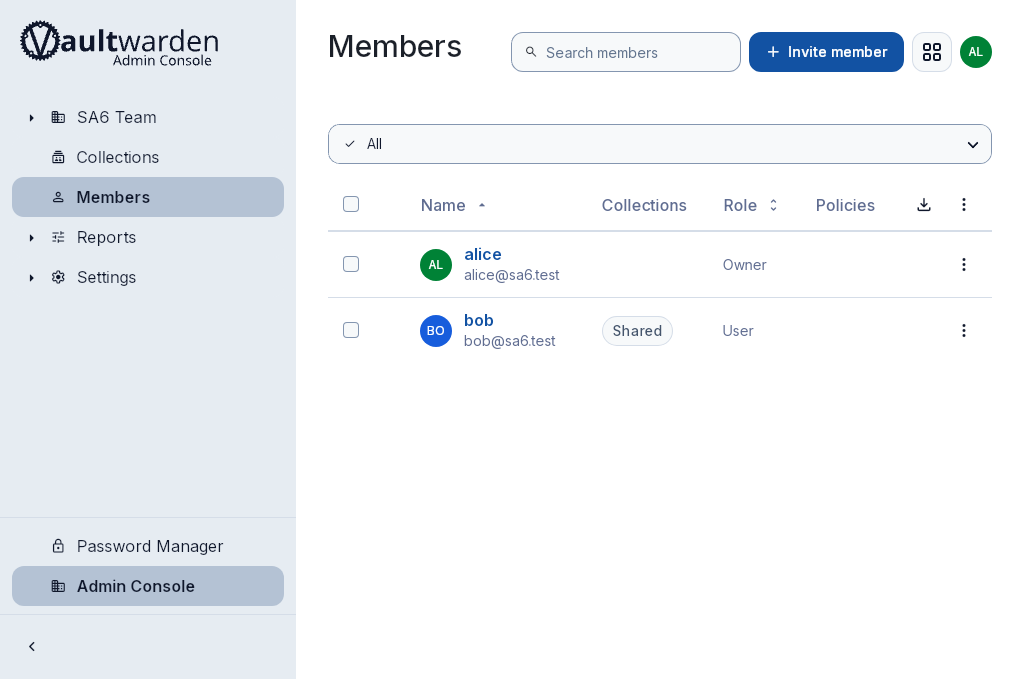 Vaultwarden
Admin Console
SA6 Team
Collections
Members
Reports
Settings
Password Manager
Admin Console
Members
Search members
Invite member
AL
All
Name
Collections
Role
Policies
AL
alice
alice@sa6.test
Owner
BO
bob
bob@sa6.test
Shared
User